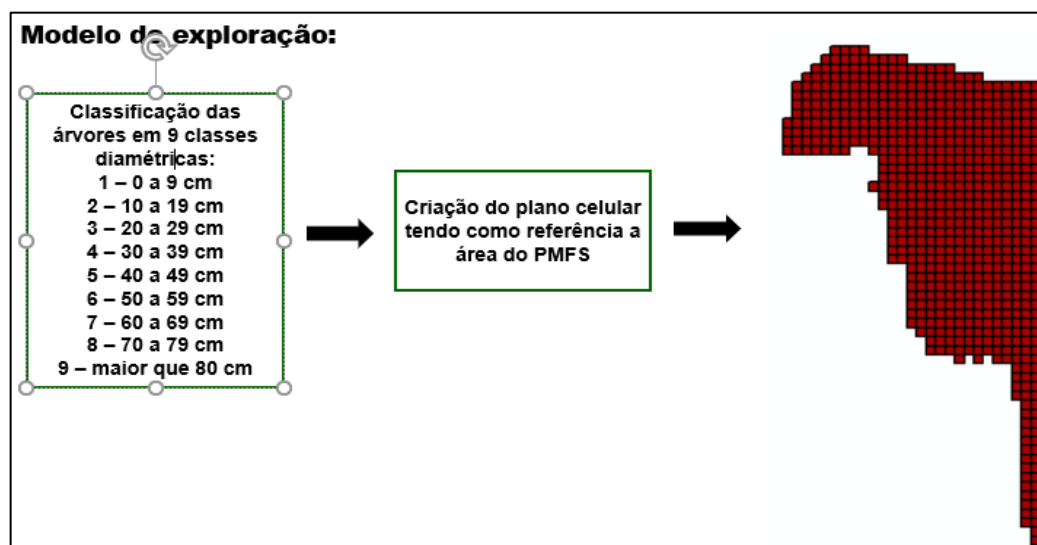 Modelo de exploração:
Classificação das
árvores em 9 classes
diamétricas:
1 – 0 a 9 cm
2 – 10 a 19 cm
3 – 20 a 29 cm
4 – 30 a 39 cm
5 – 40 a 49 cm
6 – 50 a 59 cm
7 – 60 a 69 cm
8 – 70 a 79 cm
9 – maior que 80 cm
Criação do plano celular
tendo como referência a
área do PMFS